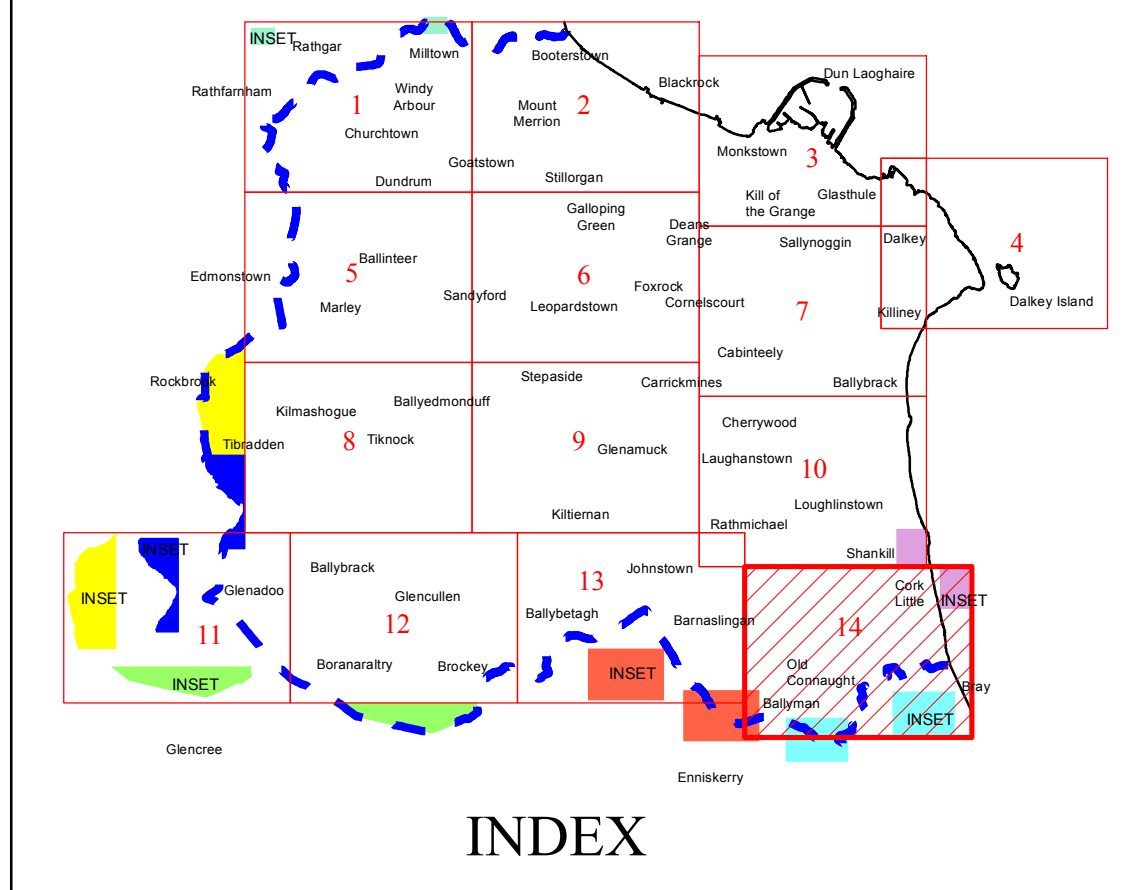 INSET
Rathgar
Milltown
Booterstown
Blackrock
Dun Laoghaire
Rathfarnham
Windy
Arbour
1
Mount
Merrion
2
Churchtown
Monkstown
3
Goatstown
Dundrum
Stillorgan
Kill of
the Grange
Glasthule
Galloping
Green
Deans
Grange
Sallynoggin
Dalkey
4
Edmonstown
5
Ballinteer
6
Sandyford
Foxrock
Marley
Leopardstown
Cornelscourt
7
Killiney
Dalkey Island
Cabinteely
Rockbrook
Stepaside
Carrickmines
Ballybrack
Kilmashogue
Ballyedmonduff
Cherrywood
Tibradden
8
Tiknock
9
Glenamuck
Laughanstown
10
Loughlinstown
Kiltiernan
Rathmichael
INSET
Shankill
Ballybrack
Johnstown
INSET
Glenadoo
Glencullen
13
Cork
Little
INSET
11
12
Ballybetagh
Barnaslingan
14
Boranaraltry
Brockey
INSET
INSET
Old
Connaught
Bray
Ballyman
INSET
Glencree
Enniskerry
INDEX